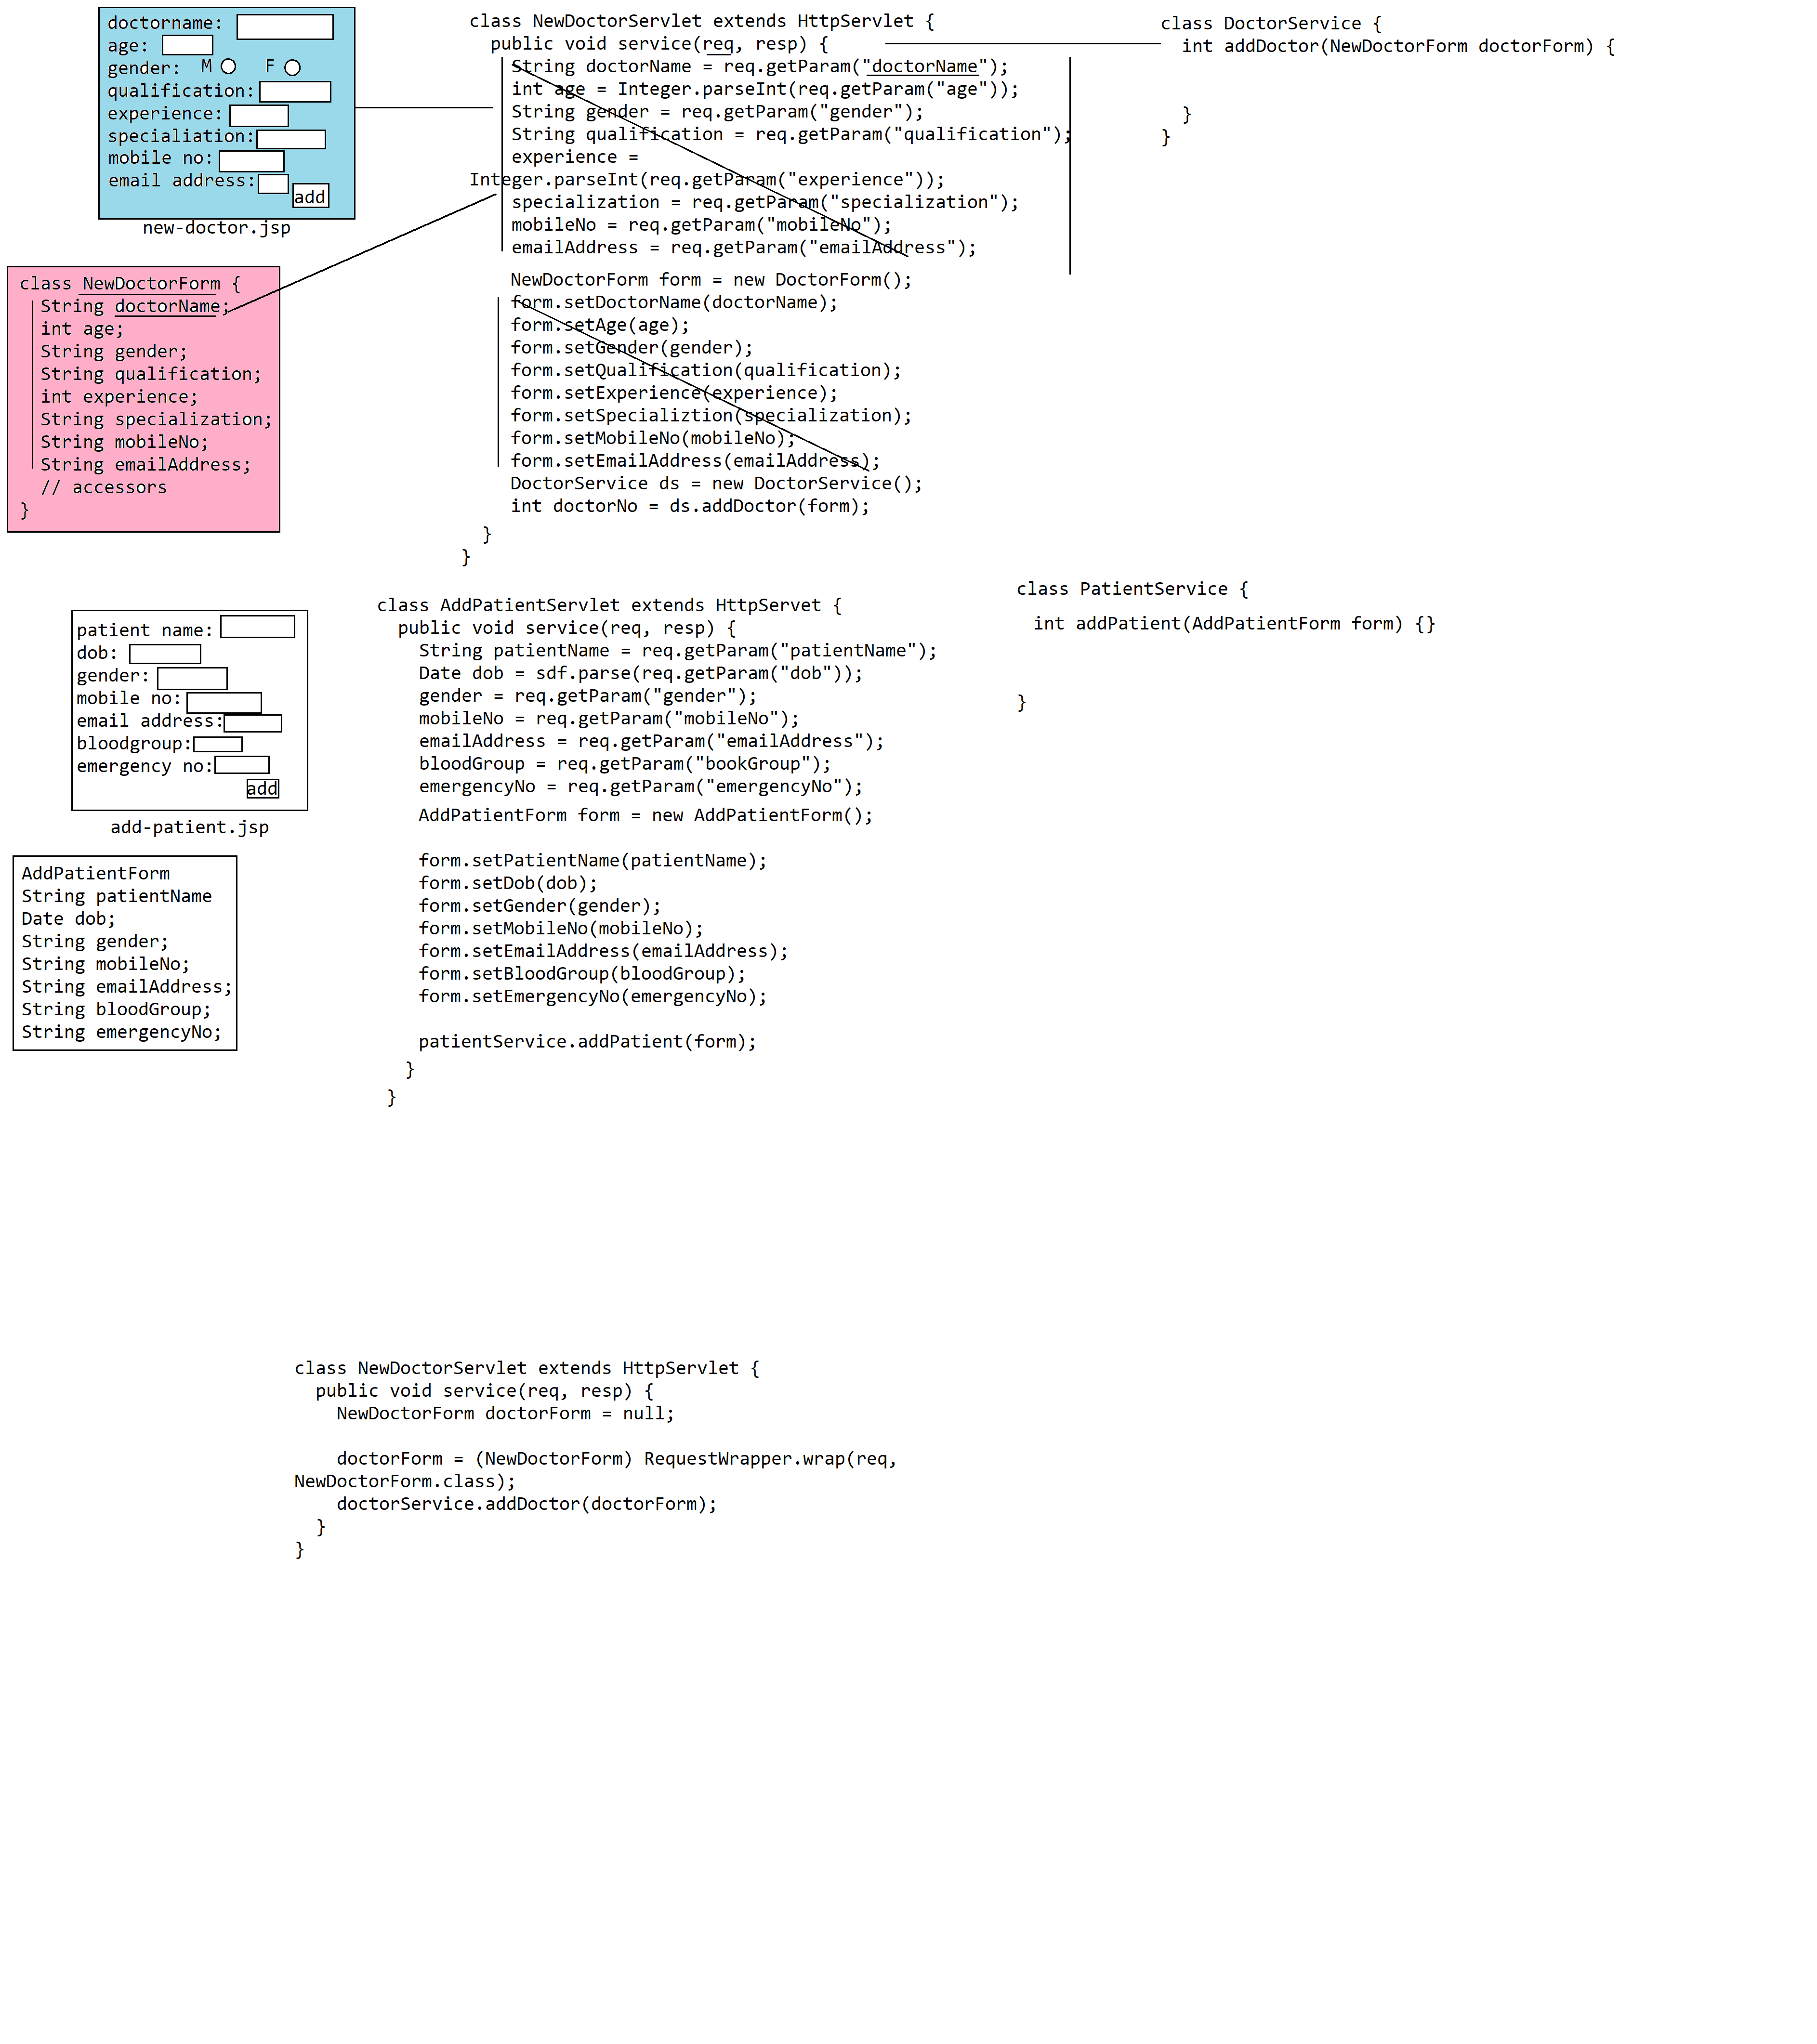 doctorname:
age:
gender: M F
qualification:
experience:
specialiation:
mobile no:
email address:
add
new-doctor.jsp
class NewDoctorForm {
String doctorName;
int age;
String gender;
String qualification;
int experience;
String specialization;
String mobileNo;
String emailAddress;
// accessors
}
class NewDoctorServlet extends HttpServlet {
public void service(req, resp) {
String doctorName = req.getParam("doctorName");
int age = Integer.parseInt(req.getParam("age"));
String gender = req.getParam("gender");
String qualification = req.getParam("qualification");
experience =
Integer.parseInt(req.getParam("experience"));
specialization = req.getParam("specialization");
mobileNo = req.getParam("mobileNo");
emailAddress = req.getParam("emailAddress");
NewDoctorForm form = new DoctorForm();
form.setDoctorName(doctorName);
form.setAge(age);
form.setGender(gender);
form.setQualification(qualification);
form.setExperience(experience);
form.setSpecializtion(specialization);
form.setMobileNo(mobileNo);
form.setEmailAddress(emailAddress);
DoctorService ds = new DoctorService();
int doctorNo = ds.addDoctor(form);
}
}
class DoctorService {
int addDoctor(NewDoctorForm doctorForm) {
}
}
patient name:
dob:
gender:
mobile no:
email address:
bloodgroup:
emergency no:
add
add-patient.jsp
AddPatientForm
String patientName
Date dob;
String gender;
String mobileNo;
String emailAddress;
String bloodGroup;
String emergencyNo;
class AddPatientServlet extends HttpServet {
public void service(req, resp) {
String patientName = req.getParam("patientName");
Date dob = sdf.parse(req.getParam("dob"));
gender = req.getParam("gender");
mobileNo = req.getParam("mobileNo");
emailAddress = req.getParam("emailAddress");
bloodGroup = req.getParam("bookGroup");
emergencyNo = req.getParam("emergencyNo");
AddPatientForm form = new AddPatientForm();
form.setPatientName(patientName);
form.setDob(dob);
form.setGender(gender);
form.setMobileNo(mobileNo);
form.setEmailAddress(emailAddress);
form.setBloodGroup(bloodGroup);
form.setEmergencyNo(emergencyNo);
patientService.addPatient(form);
}
}
class PatientService {
int addPatient(AddPatientForm form) {}
}
class NewDoctorServlet extends HttpServlet {
public void service(req, resp) {
NewDoctorForm doctorForm = null;
doctorForm = (NewDoctorForm) RequestWrapper.wrap(req,
NewDoctorForm.class);
doctorService.addDoctor(doctorForm);
}
}